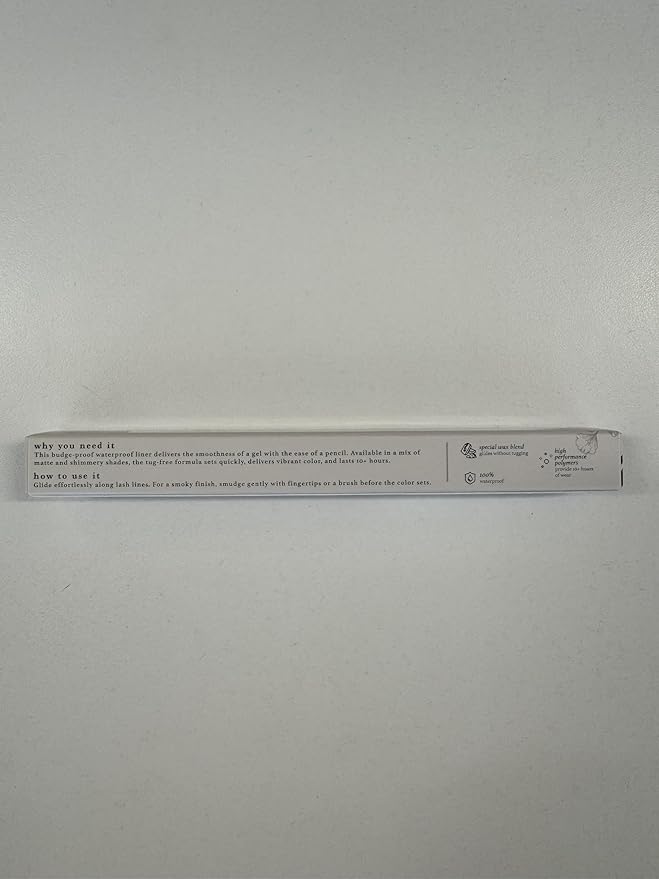 why you need it
This budge-proof waterproof liner delivers the smoothness of a gel with the ease of a pencil. Available in a mix of
matte and shimmery shades, the tug-free formula sets quickly, delivers vibrant color, and lasts 10+ hours.
how to use it
Glide effortlessly along lash lines. For a smoky finish, smudge gently with fingertips or a brush before the color sets.
special wax blend
glides without tugging
100%
waterproof
high
performance
polymers
provide 10+ hours
of wear